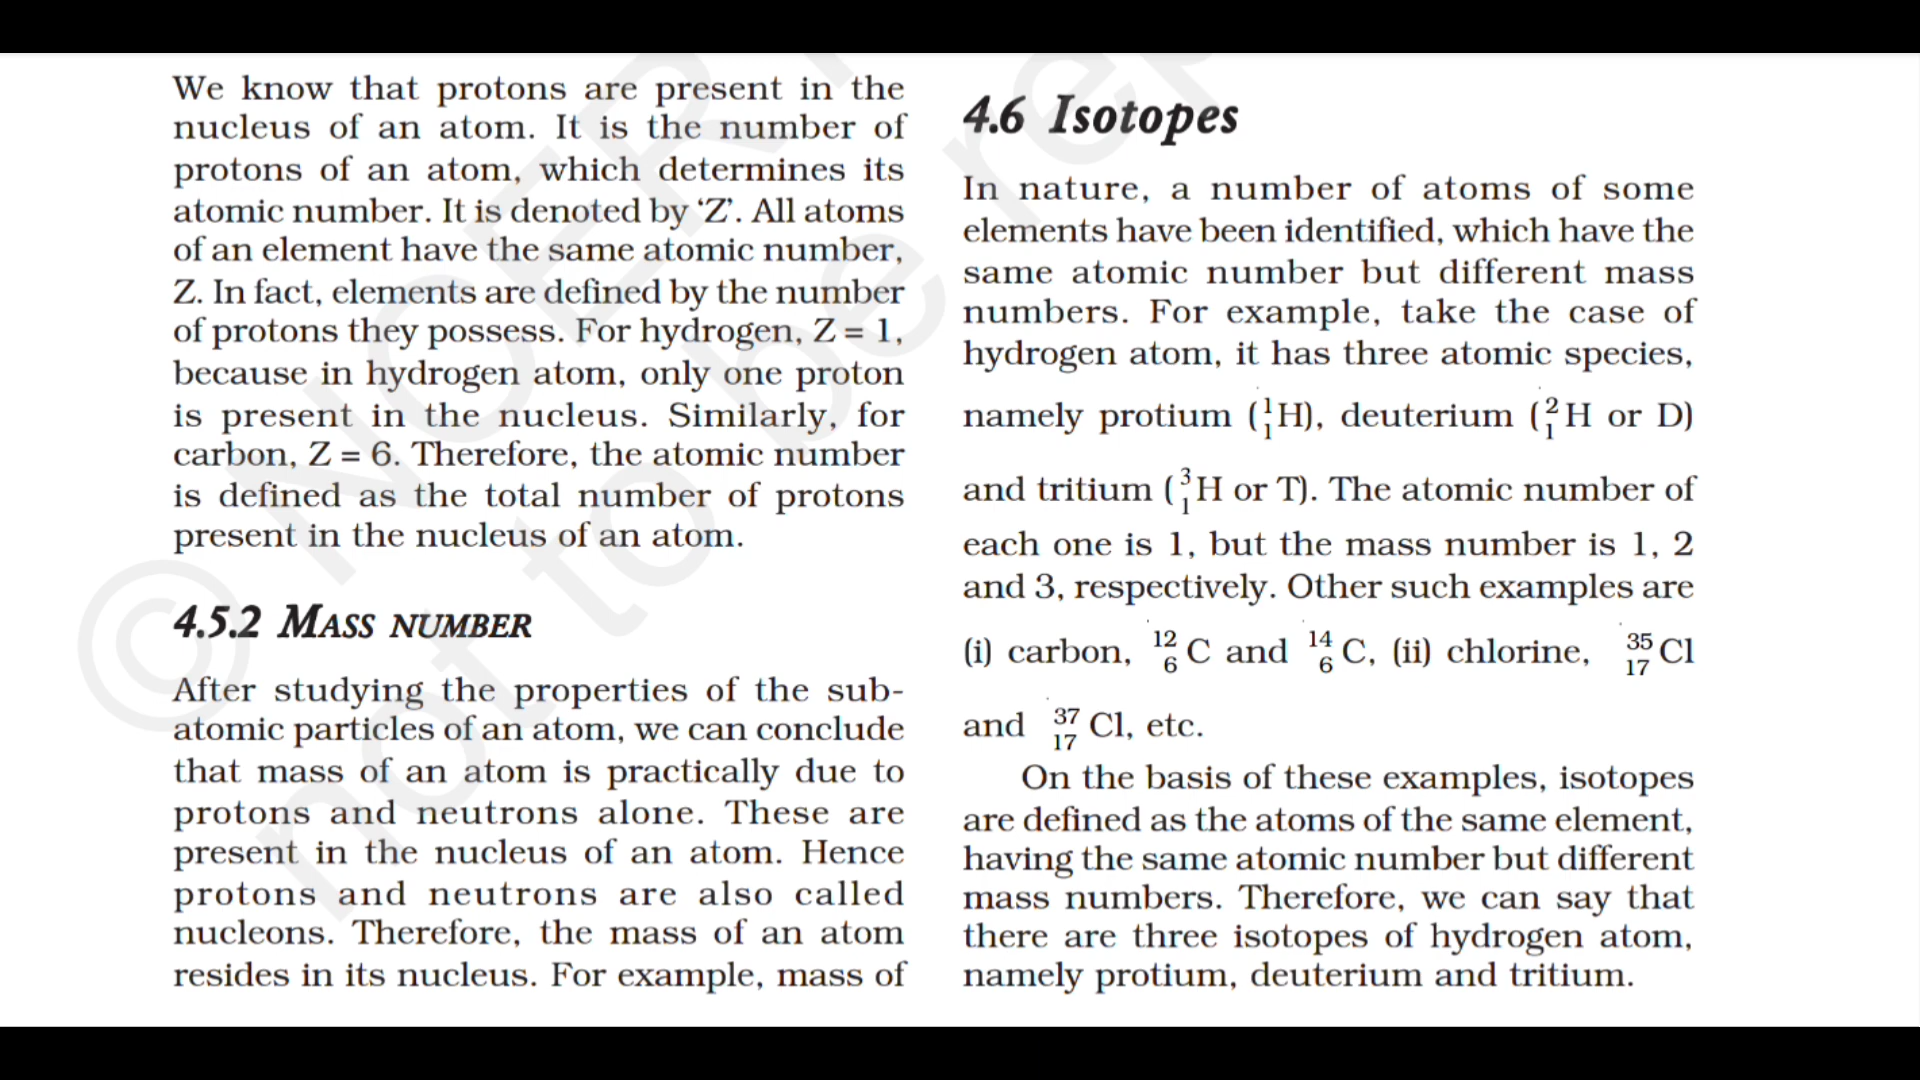 We know that protons are present in the
nucleus of an atom. It is the number of
protons of an atom, which determines its
atomic number. It is denoted by ‘Z’. All atoms
of an element have the same atomic number,
Z. In fact, elements are defined by the number
of protons they possess. For hydrogen, Z = 1,
because in hydrogen atom, only one proton
is present in the nucleus. Similarly, for
carbon, Z = 6. Therefore, the atomic number
is defined as the total number of protons
present in the nucleus of an atom.
4.5.2 MASS NUMBER
After studying the properties of the sub-
atomic particles of an atom, we can conclude
that mass of an atom is practically due to
protons and neutrons alone. These are
present in the nucleus of an atom. Hence
protons and neutrons are also called
nucleons. Therefore, the mass of an atom
resides in its nucleus. For example, mass of
4.6 Isotopes
In nature, a number of atoms of some
elements have been identified, which have the
same atomic number but different mass
numbers. For example, take the case of
hydrogen atom, it has three atomic species,
namely protium (¹₁H), deuterium (²₁H or D)
and tritium (³₁H or T). The atomic number of
each one is 1, but the mass number is 1, 2
and 3, respectively. Other such examples are
(i) carbon, ¹²₆C and ¹⁴₆C, (ii) chlorine, ³⁵₁₇Cl
and ³⁷₁₇Cl, etc.
On the basis of these examples, isotopes
are defined as the atoms of the same element,
having the same atomic number but different
mass numbers. Therefore, we can say that
there are three isotopes of hydrogen atom,
namely protium, deuterium and tritium.
© NCER
not to be rep